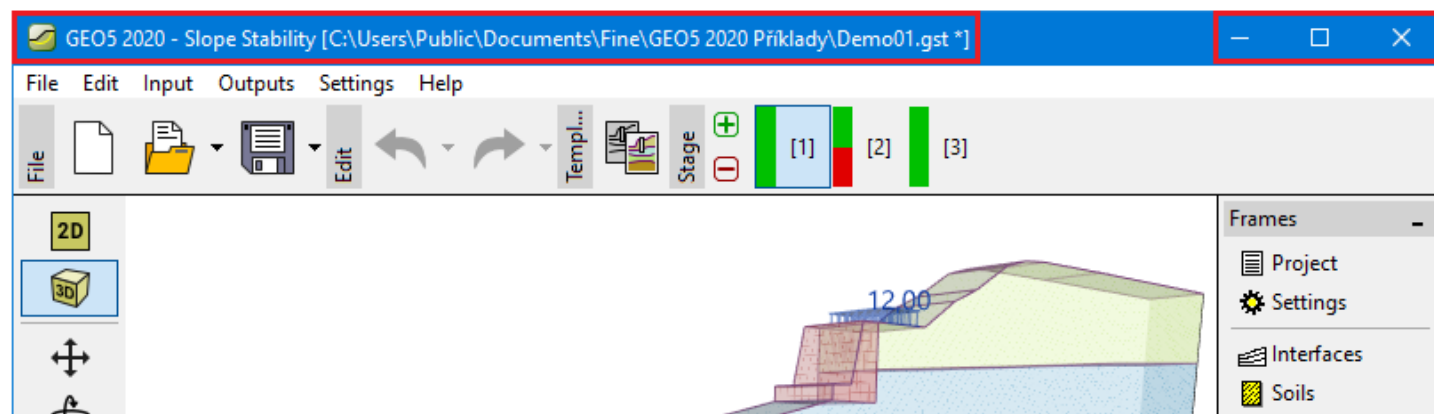 GEO5 2020 - Slope Stability [C:\Users\Public\Documents\Fine\GEO5 2020 Příklady\Demo01.gst *]
File Edit Input Outputs Settings Help
File
Edit
Templ...
Stage
[1]
[2]
[3]
2D
3D
12,00
Frames
Project
Settings
Interfaces
Soils